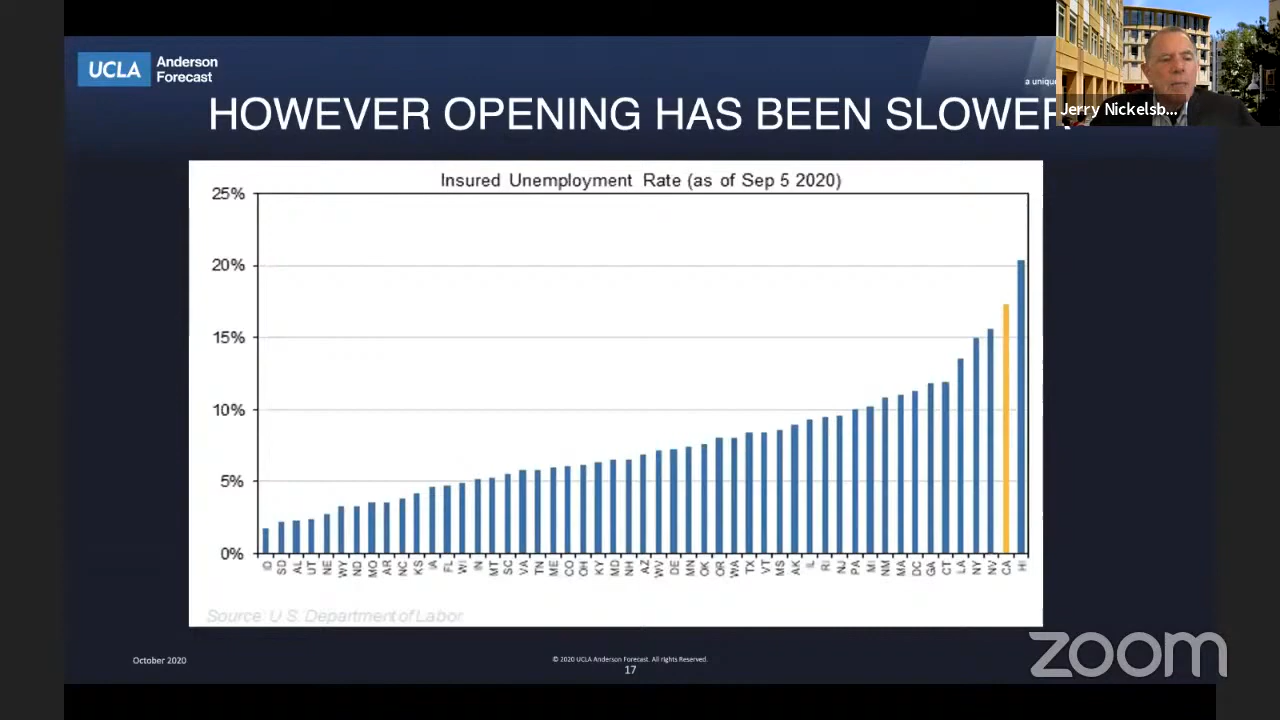 UCLA Anderson
Forecast
a unique
HOWEVER OPENING HAS BEEN SLOWER
Jerry Nickelsb...
Insured Unemployment Rate (as of Sep 5 2020)
25%
20%
15%
10%
5%
0%
ID SD AL UT NE WY ND MO AR NC KS IA FL WI IN MT SC VA TN ME CO OH KY MD NH AZ WV DE MN OK OR WA TX VT MS AK IL RI NJ PA MI NM MA DC GA CT LA NY NV CA HI
Source: U.S. Department of Labor
zoom
October 2020
© 2020 UCLA Anderson Forecast. All rights Reserved.
17